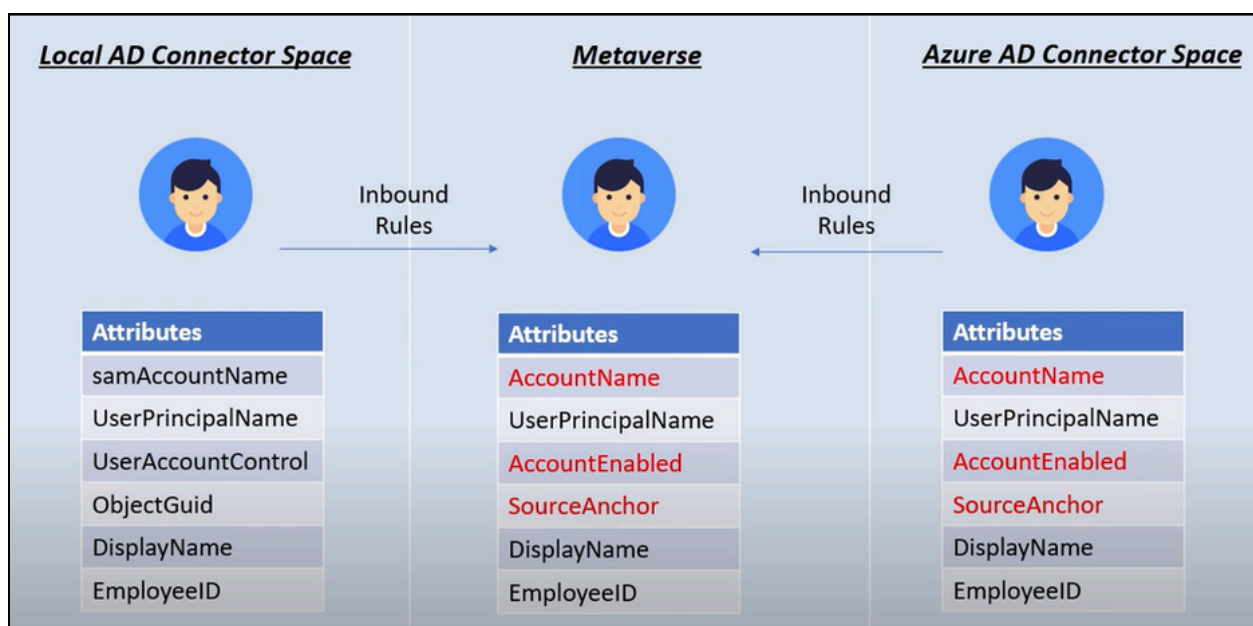 Local AD Connector Space
Metaverse
Azure AD Connector Space
Inbound
Rules
Inbound
Rules
Attributes
samAccountName
UserPrincipalName
UserAccountControl
ObjectGuid
DisplayName
EmployeeID
Attributes
AccountName
UserPrincipalName
AccountEnabled
SourceAnchor
DisplayName
EmployeeID
Attributes
AccountName
UserPrincipalName
AccountEnabled
SourceAnchor
DisplayName
EmployeeID